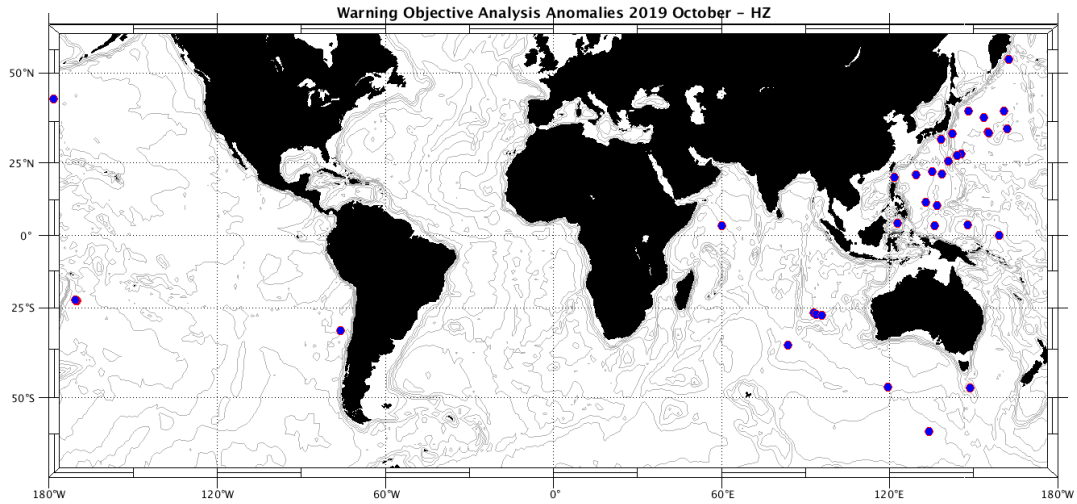 Warning Objective Analysis Anomalies 2019 October – HZ
50°N
25°N
0°
25°S
50°S
180°W 120°W 60°W 0° 60°E 120°E 180°W